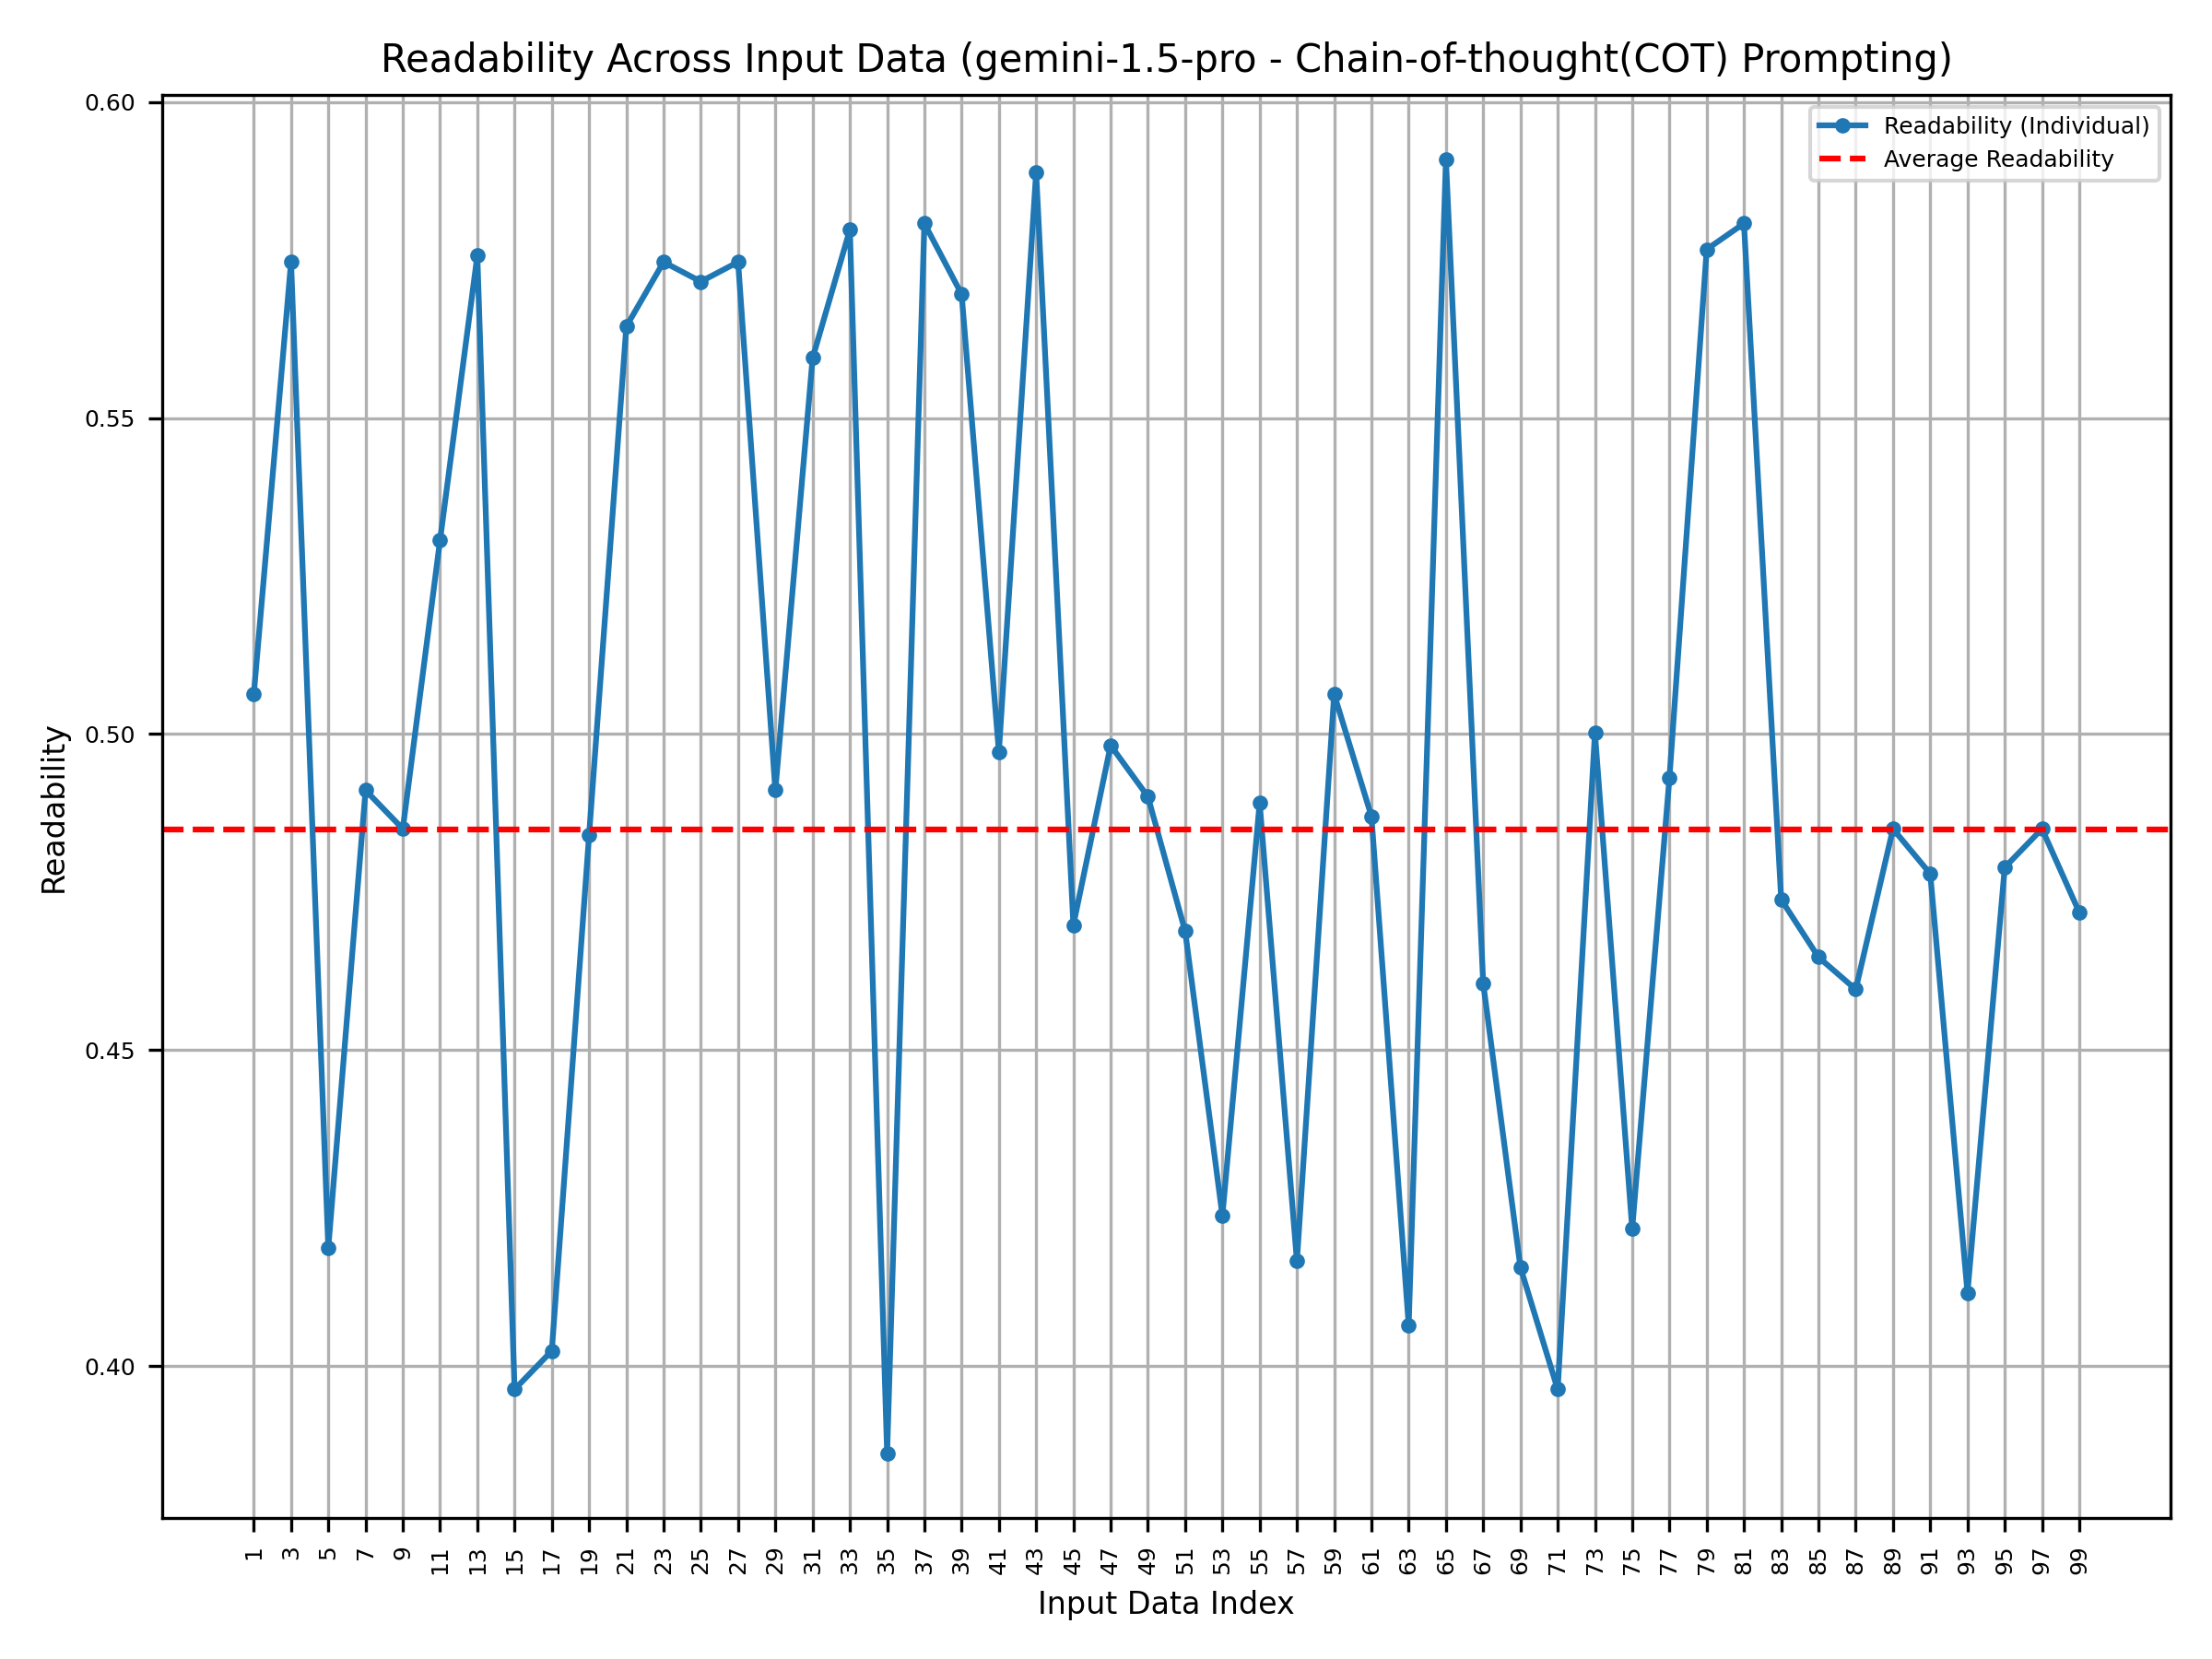 Readability Across Input Data (gemini-1.5-pro - Chain-of-thought(COT) Prompting)
Readability (Individual)
Average Readability
0.60
0.55
0.50
0.45
0.40
Readability
1 3 5 7 9 11 13 15 17 19 21 23 25 27 29 31 33 35 37 39 41 43 45 47 49 51 53 55 57 59 61 63 65 67 69 71 73 75 77 79 81 83 85 87 89 91 93 95 97 99
Input Data Index